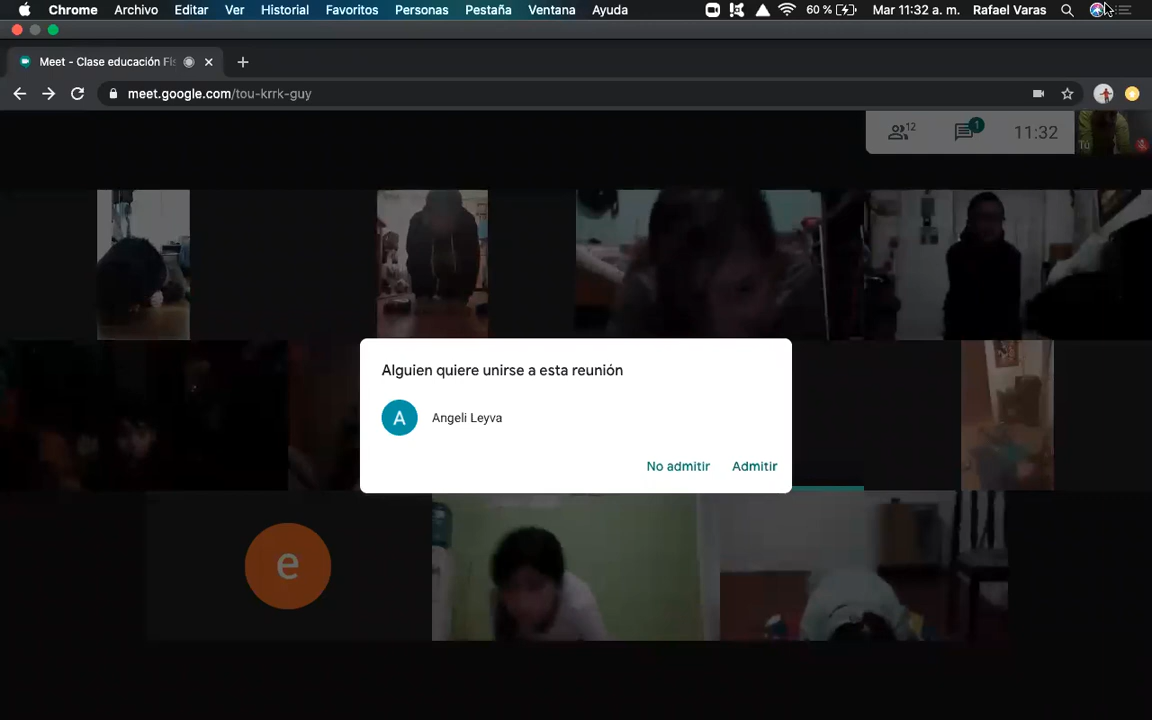 Chrome Archivo Editar Ver Historial Favoritos Personas Pestaña Ventana Ayuda 60 % Mar 11:32 a. m. Rafael Varas
Meet - Clase educación Fís
meet.google.com/tou-krrk-guy
12 1 11:32
Tú
Alguien quiere unirse a esta reunión
A Angeli Leyva
No admitir Admitir
e